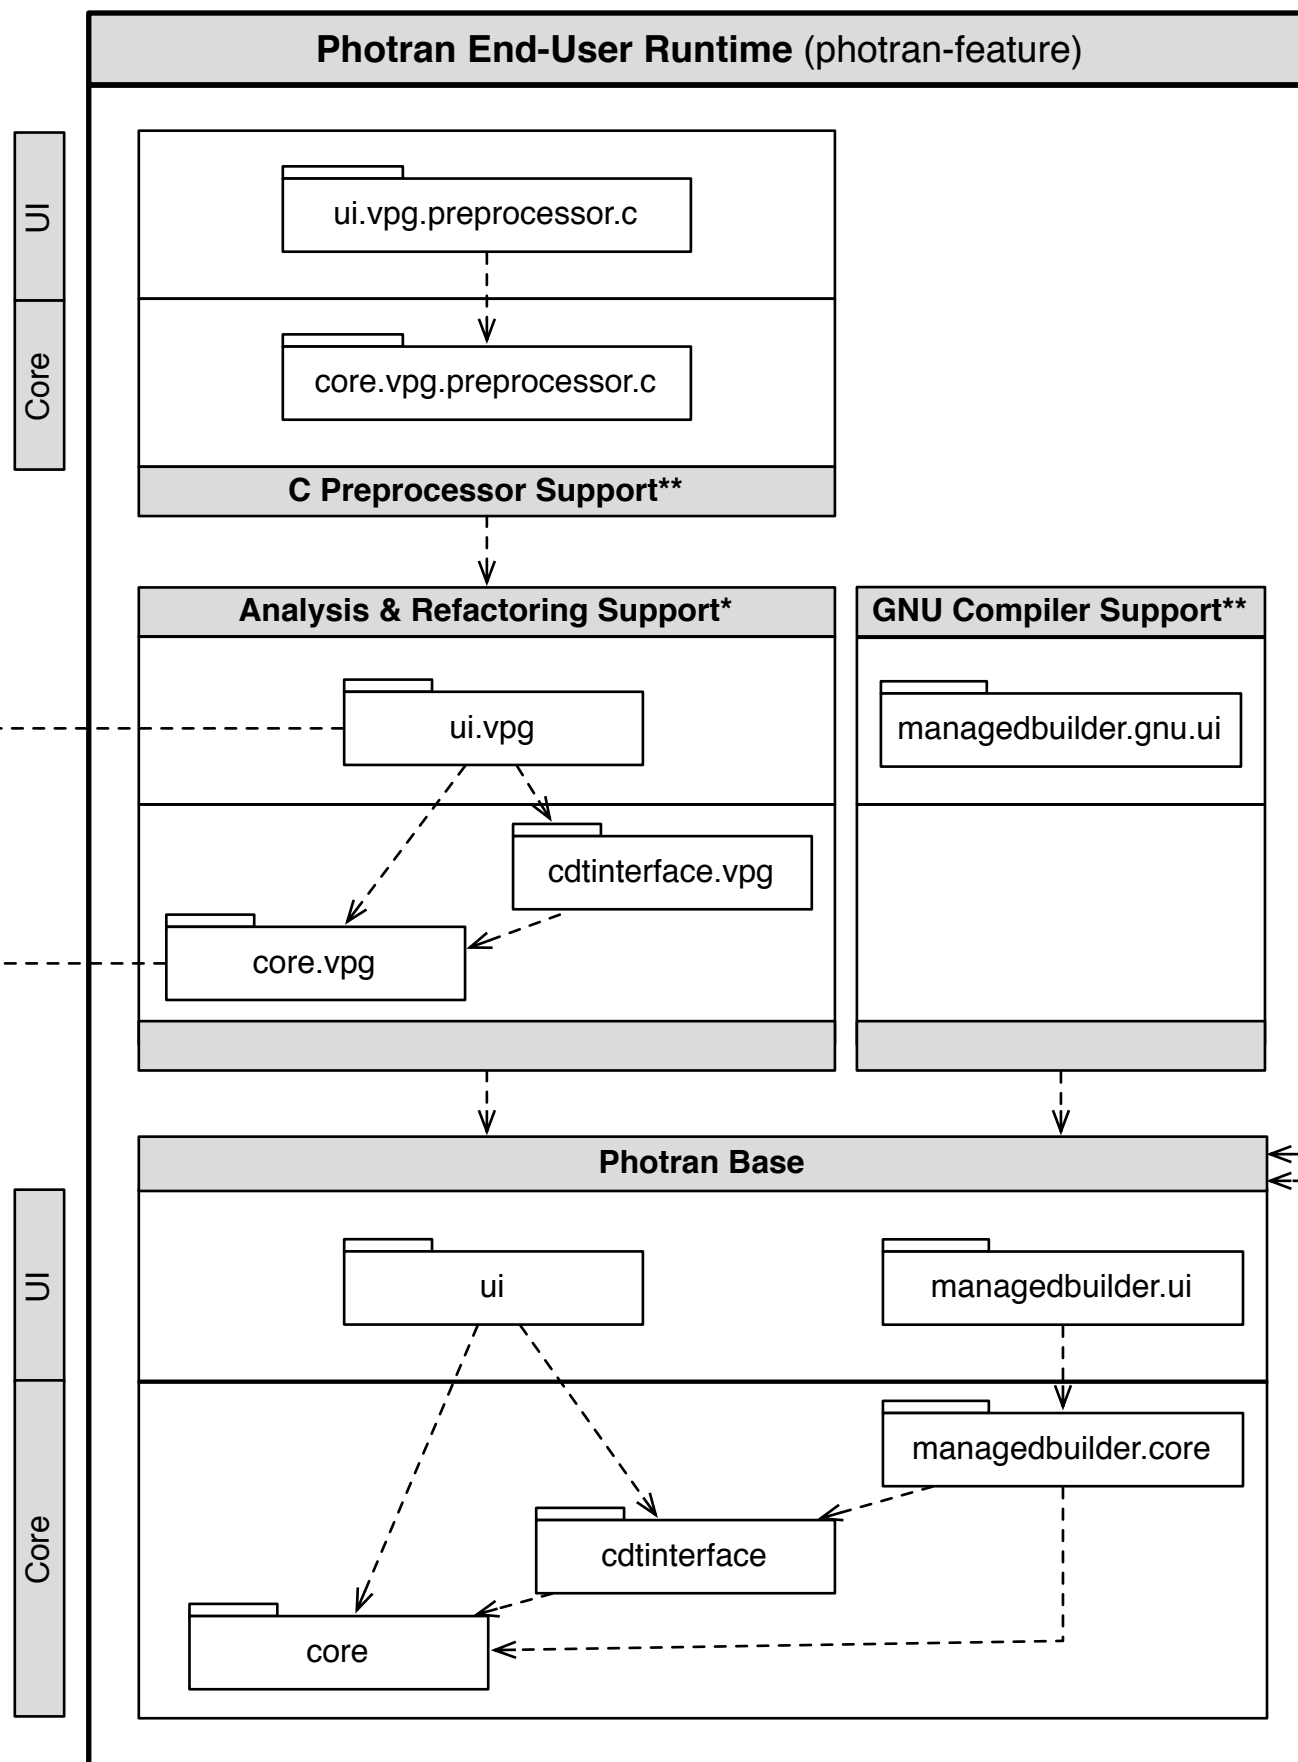 Photran End-User Runtime (photran-feature)
UI
ui.vpg.preprocessor.c
Core
core.vpg.preprocessor.c
C Preprocessor Support**
Analysis & Refactoring Support*
GNU Compiler Support**
ui.vpg
managedbuilder.gnu.ui
cdtinterface.vpg
core.vpg
Photran Base
UI
ui
managedbuilder.ui
Core
managedbuilder.core
cdtinterface
core